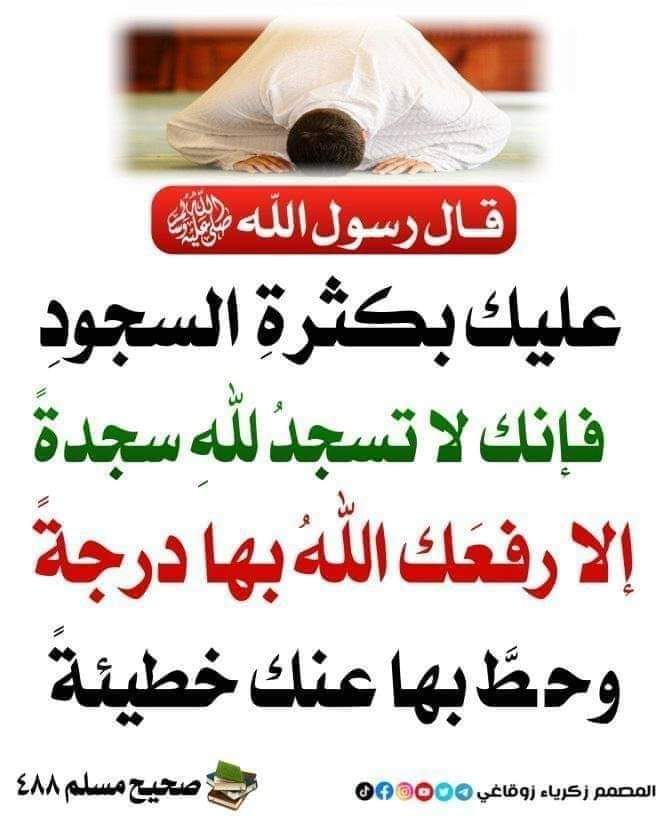 قال رسول الله ﷺ
عليك بكثرةِ السجودِ
فإنك لا تسجدُ للهِ سجدةً
إلا رفعَك اللهُ بها درجةً
وحطَّ بها عنك خطيئةً
المصمم زكرياء زوقاغي
صحيح مسلم ٤٨٨